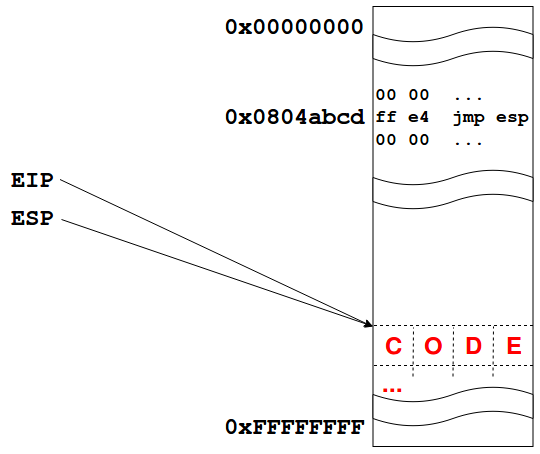 0x00000000
00 00 ...
0x0804abcd ff e4 jmp esp
00 00 ...
EIP
ESP
C O D E
...
0xFFFFFFFF